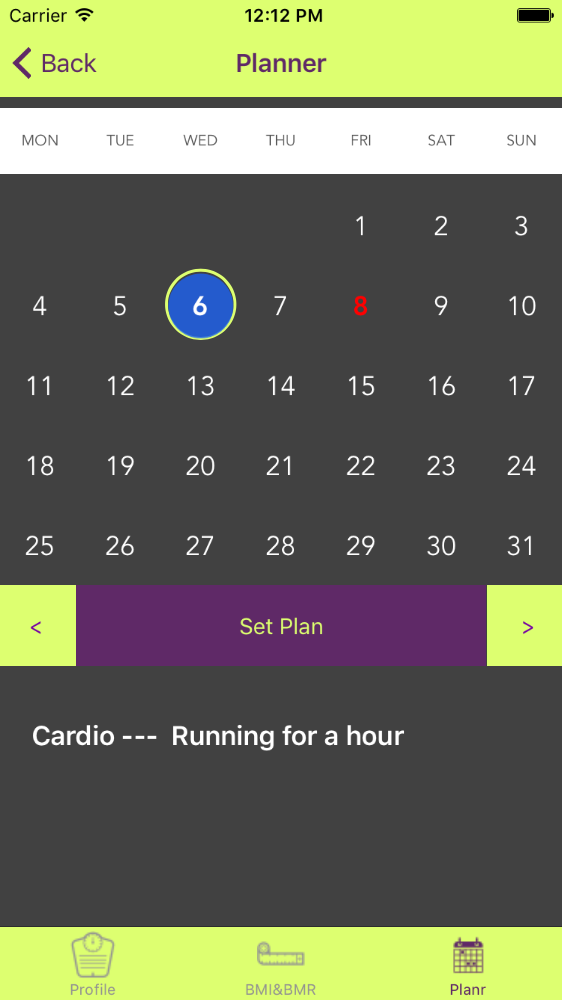 Carrier 12:12 PM
Back Planner
MON TUE WED THU FRI SAT SUN
1 2 3
4 5 6 7 8 9 10
11 12 13 14 15 16 17
18 19 20 21 22 23 24
25 26 27 28 29 30 31
< Set Plan >
Cardio --- Running for a hour
Profile BMI&BMR Planr